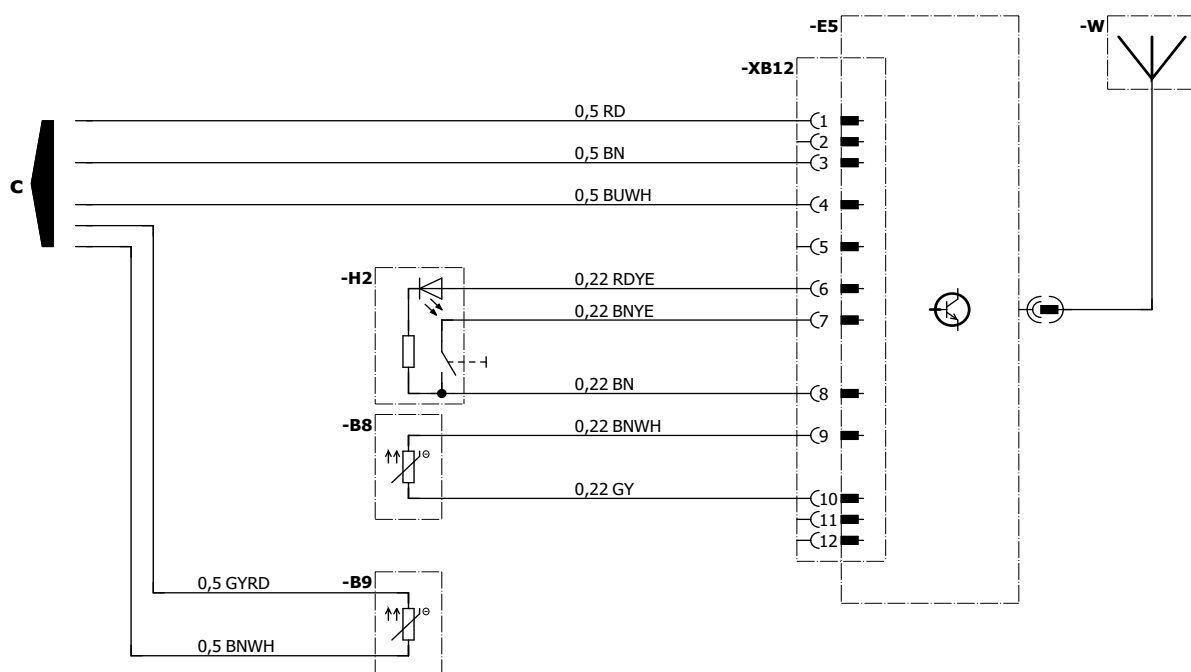 -E5
-W
-XB12
0,5 RD
1
2
0,5 BN
3
C
0,5 BUWH
4
5
-H2
0,22 RDYE
6
0,22 BNYE
7
0,22 BN
8
-B8
0,22 BNWH
9
0,22 GY
10
11
12
0,5 GYRD
-B9
0,5 BNWH